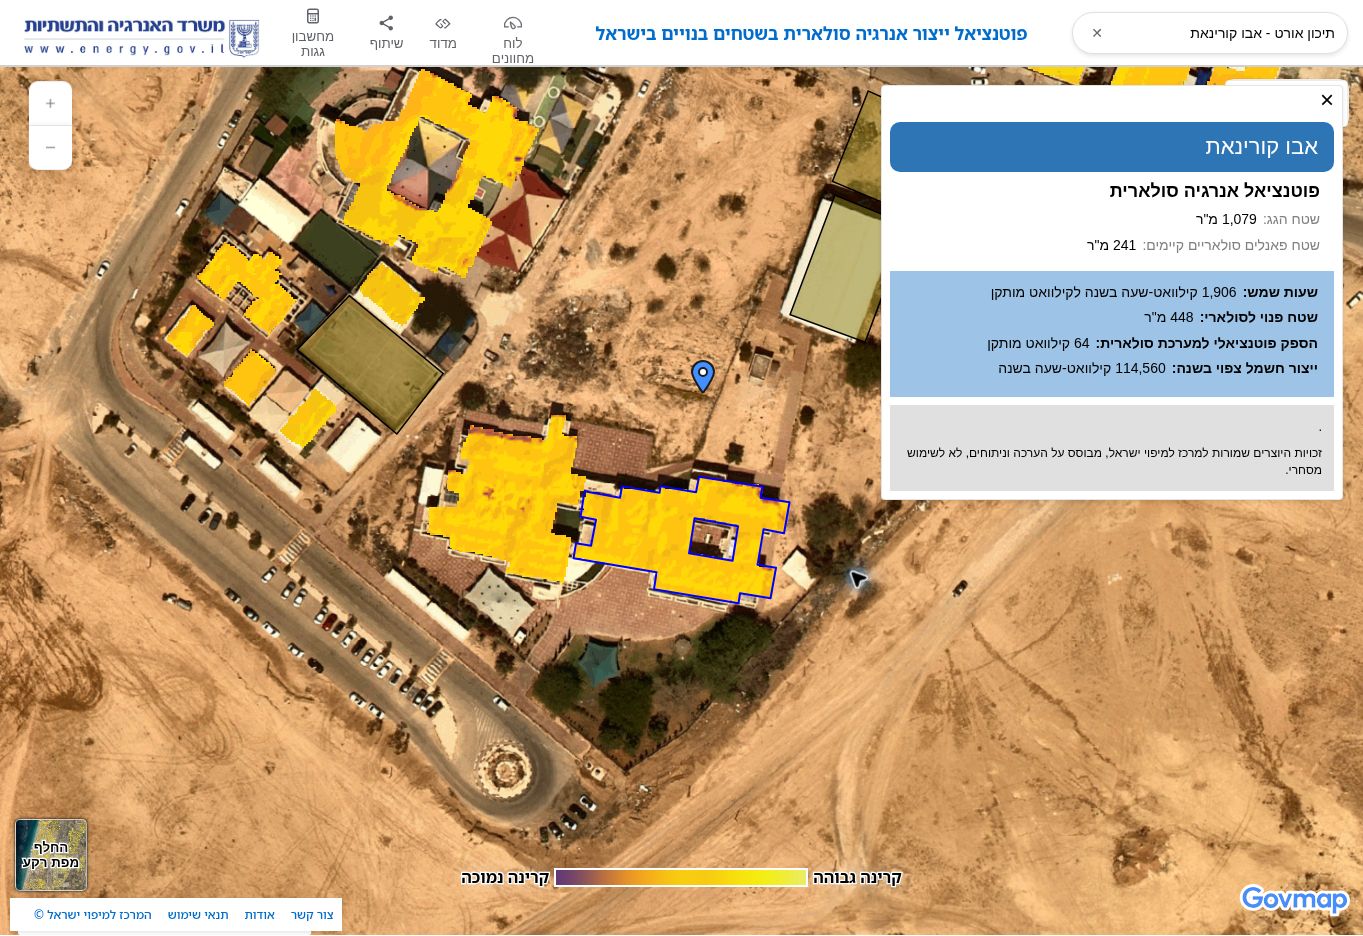 תיכון אורט - אבו קורינאת
פוטנציאל ייצור אנרגיה סולארית בשטחים בנויים בישראל
לוח מחוונים
מדוד
שיתוף
מחשבון גגות
משרד האנרגיה והתשתיות
www.energy.gov.il
אבו קורינאת
פוטנציאל אנרגיה סולארית
שטח הגג: 1,079 מ"ר
שטח פאנלים סולאריים קיימים: 241 מ"ר
שעות שמש: 1,906 קילוואט-שעה בשנה לקילוואט מותקן
שטח פנוי לסולארי: 448 מ"ר
הספק פוטנציאלי למערכת סולארית: 64 קילוואט מותקן
ייצור חשמל צפוי בשנה: 114,560 קילוואט-שעה בשנה
.
זכויות היוצרים שמורות למרכז למיפוי ישראל, מבוסס על הערכה וניתוחים, לא לשימוש
מסחרי.
החלף
מפת רקע
קרינה גבוהה
קרינה נמוכה
צור קשר
אודות
תנאי שימוש
המרכז למיפוי ישראל ©
Govmap